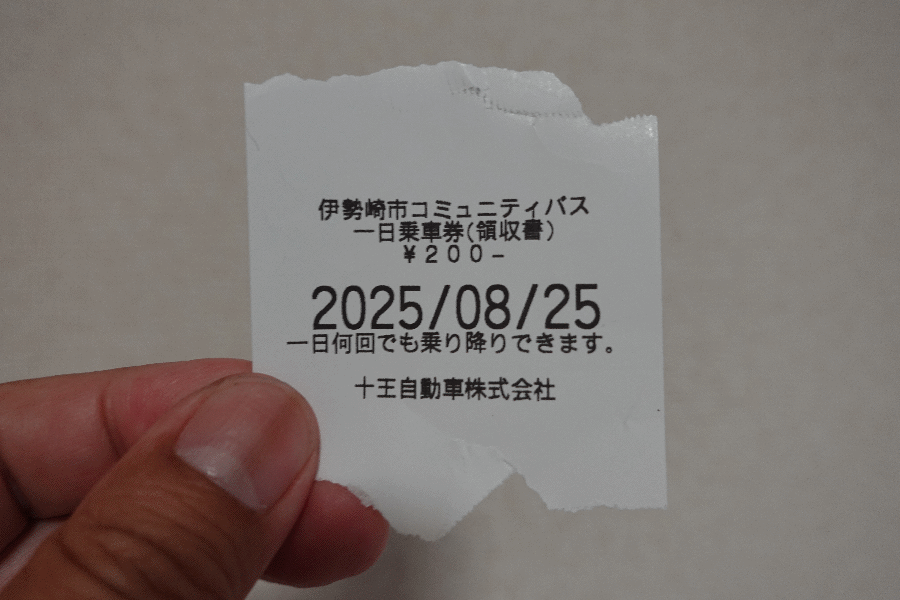 伊勢崎市コミュニティバス
一日乗車券(領収書)
¥200-
2025/08/25
一日何回でも乗り降りできます。
十王自動車株式会社